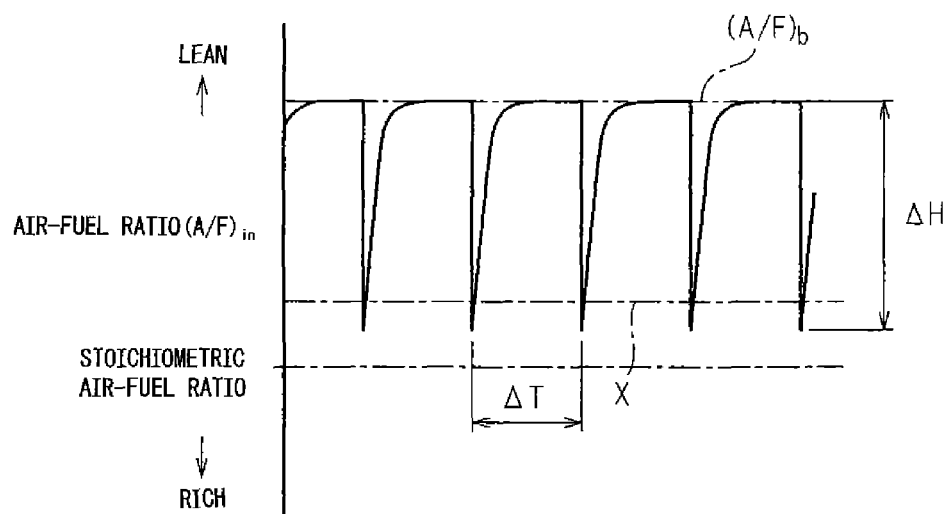 (A/F)b
LEAN
↑
AIR-FUEL RATIO(A/F)in
ΔH
STOICHIOMETRIC
AIR-FUEL RATIO
ΔT
X
↓
RICH